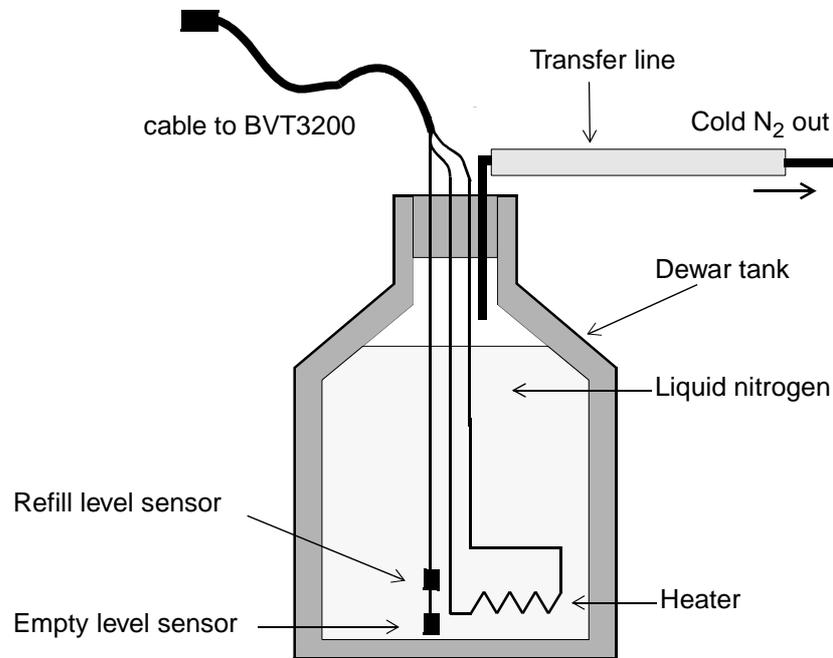 Transfer line
cable to BVT3200
Cold N2 out
Dewar tank
Liquid nitrogen
Refill level sensor
Heater
Empty level sensor